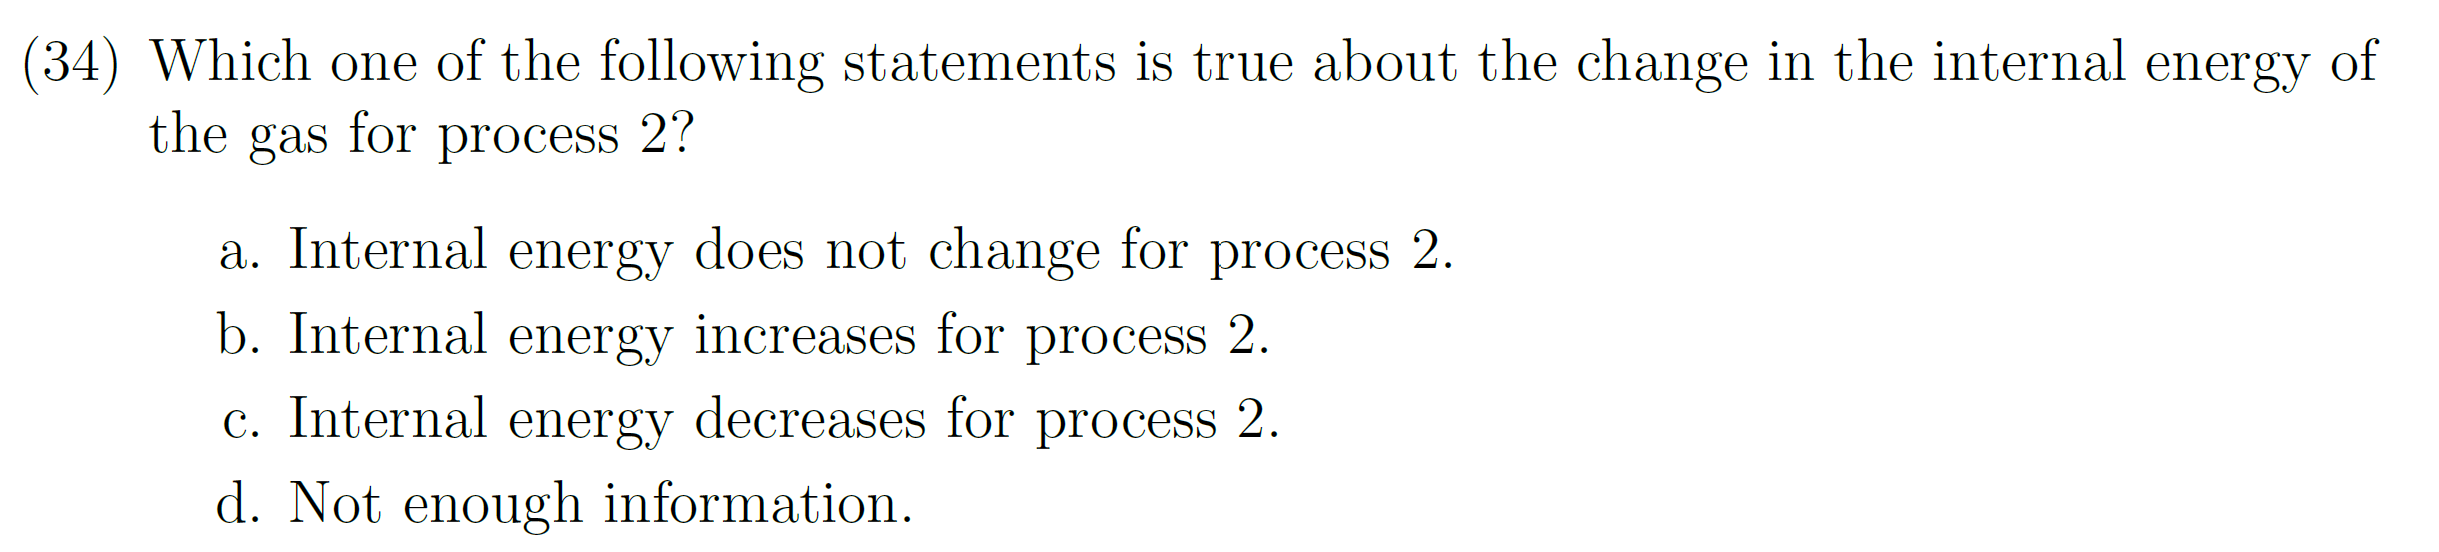 (34) Which one of the following statements is true about the change in the internal energy of
the gas for process 2?
a. Internal energy does not change for process 2.
b. Internal energy increases for process 2.
c. Internal energy decreases for process 2.
d. Not enough information.